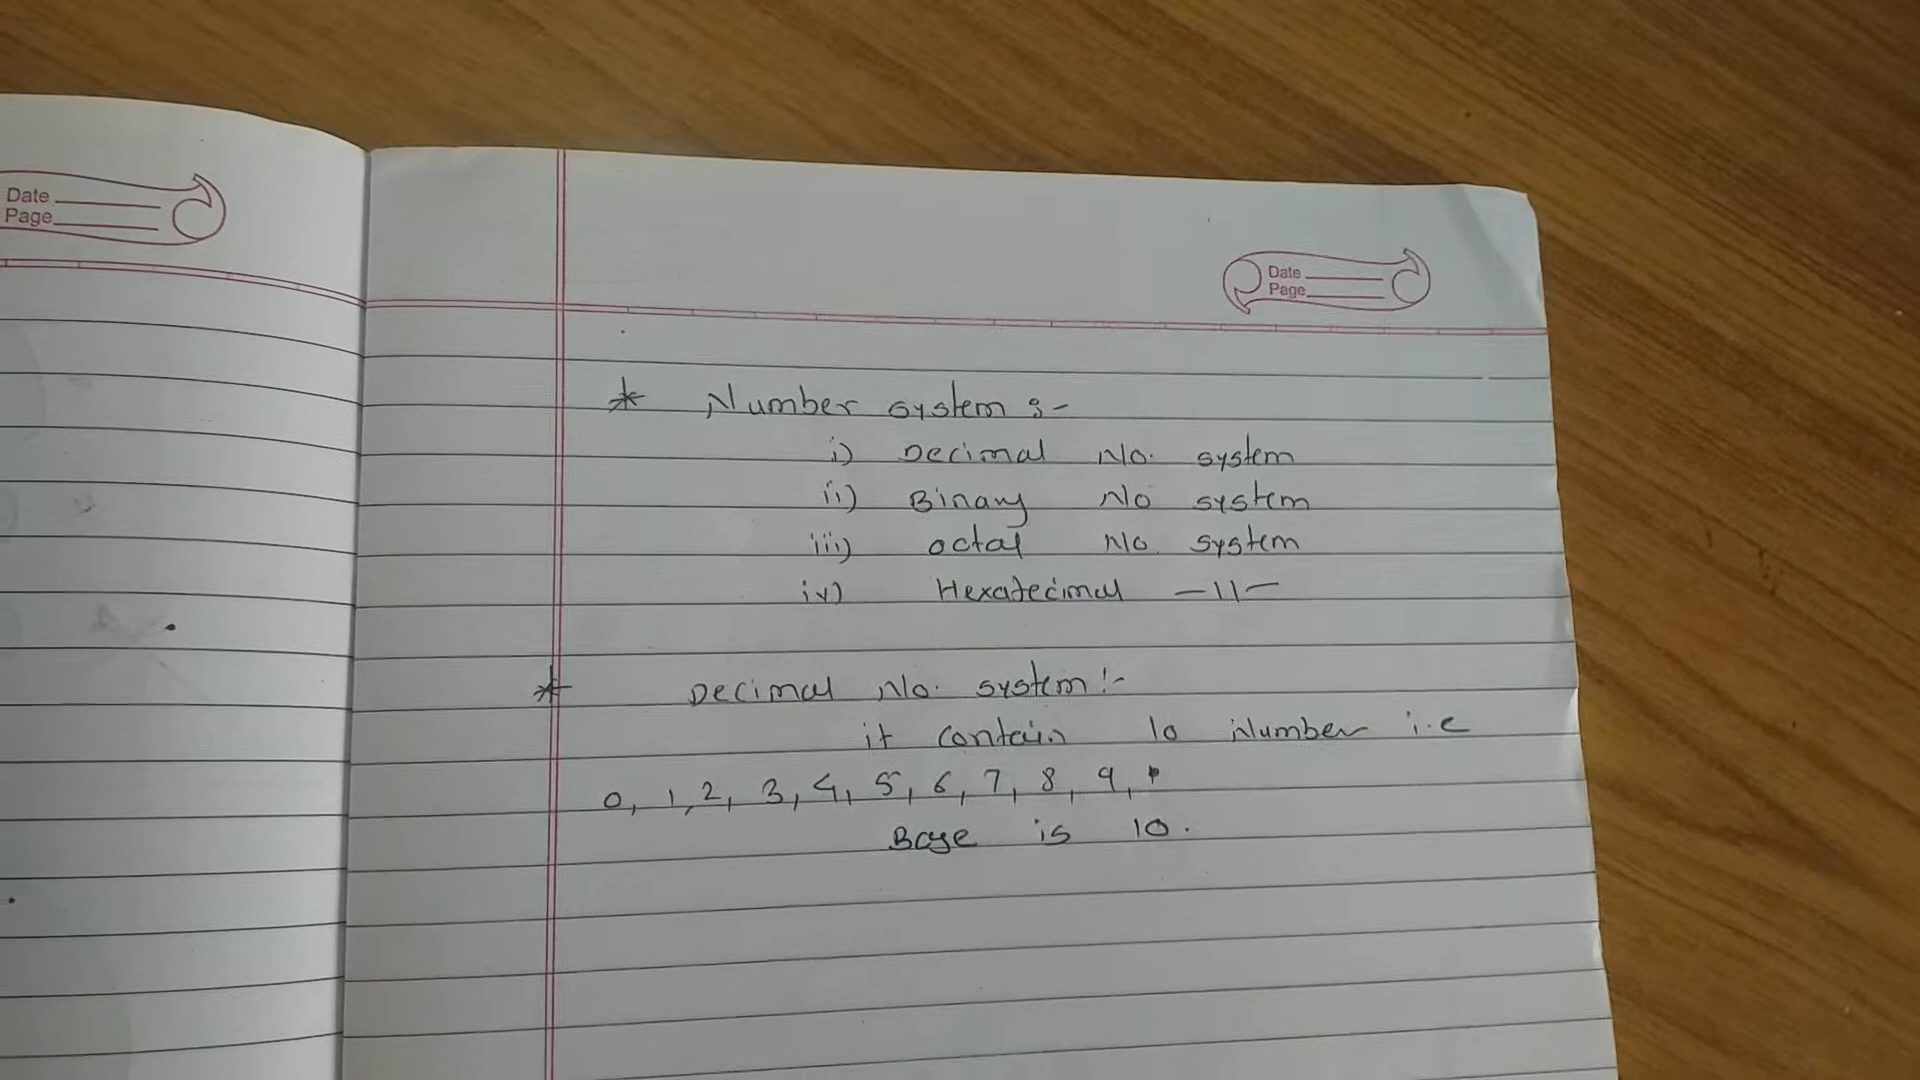 Date
Page
Date
Page
* Number system :-
i) Decimal No. system
ii) Binary No system
iii) octal No. system
iv) Hexadecimal —11—
* Decimal No. system :-
it contain 10 Number i.e
0, 1, 2, 3, 4, 5, 6, 7, 8, 9,
Base is 10.